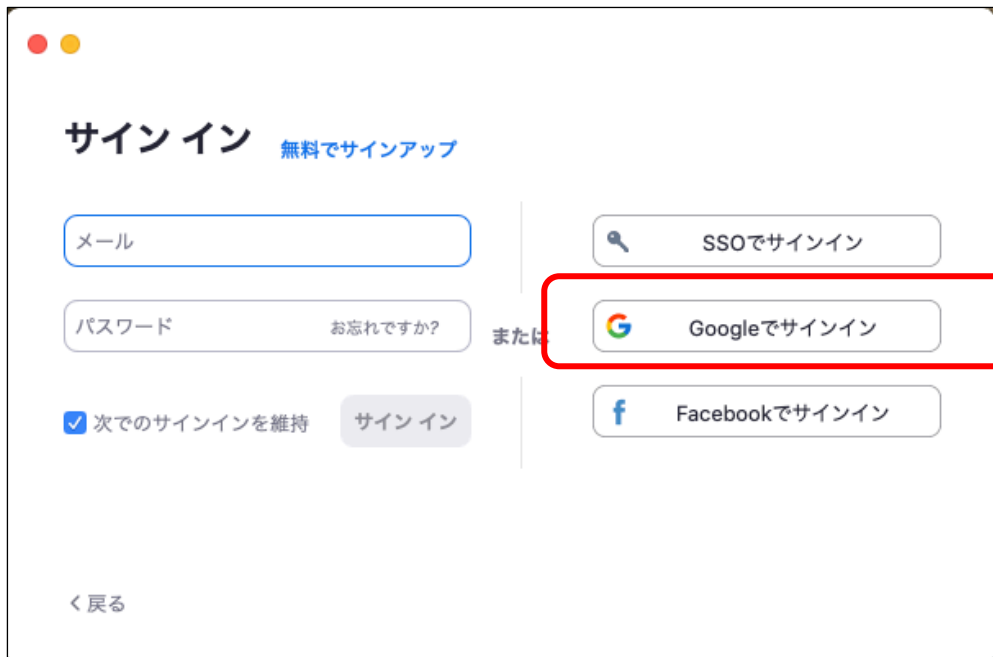 サイン イン 無料でサインアップ
メール
パスワード お忘れですか?
次でのサインインを維持 サイン イン
または
SSOでサインイン
Googleでサインイン
Facebookでサインイン
< 戻る